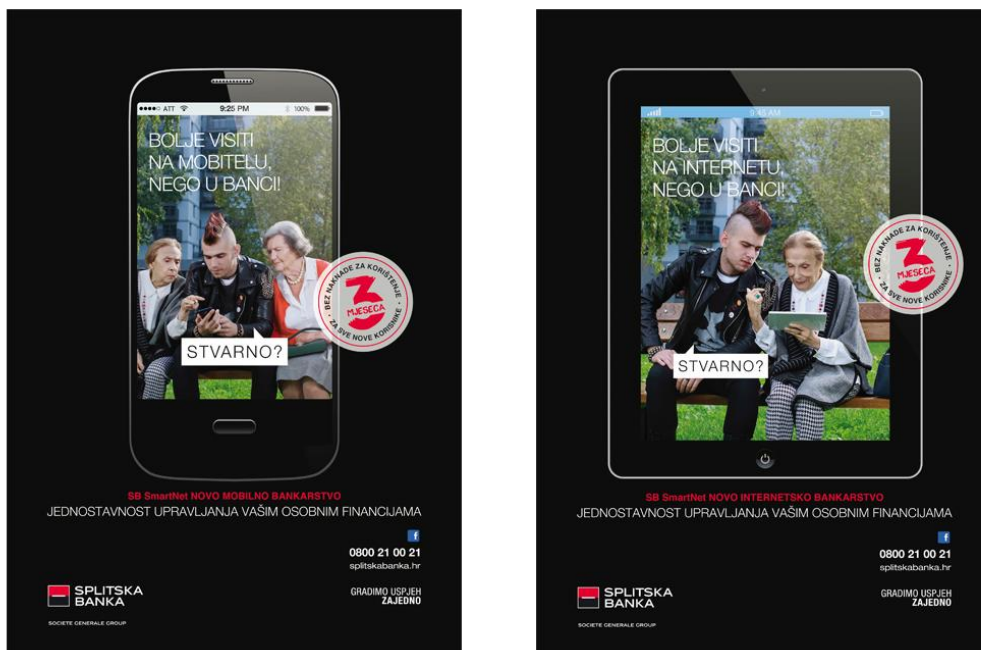 ●●●●○ ATT 9:25 PM 100%
BOLJE VISITI
NA MOBITELU,
NEGO U BANCI!
BEZ NAKNADE ZA KORIŠTENJE
3
MJESECA
ZA SVE NOVE KORISNIKE
STVARNO?
SB SmartNet NOVO MOBILNO BANKARSTVO
JEDNOSTAVNOST UPRAVLJANJA VAŠIM OSOBNIM FINANCIJAMA
f
0800 21 00 21
splitskabanka.hr
SPLITSKA
BANKA
SOCIETE GENERALE GROUP
GRADIMO USPJEH
ZAJEDNO
9:45 AM
BOLJE VISITI
NA INTERNETU,
NEGO U BANCI!
BEZ NAKNADE ZA KORIŠTENJE
3
MJESECA
ZA SVE NOVE KORISNIKE
STVARNO?
SB SmartNet NOVO INTERNETSKO BANKARSTVO
JEDNOSTAVNOST UPRAVLJANJA VAŠIM OSOBNIM FINANCIJAMA
f
0800 21 00 21
splitskabanka.hr
SPLITSKA
BANKA
SOCIETE GENERALE GROUP
GRADIMO USPJEH
ZAJEDNO